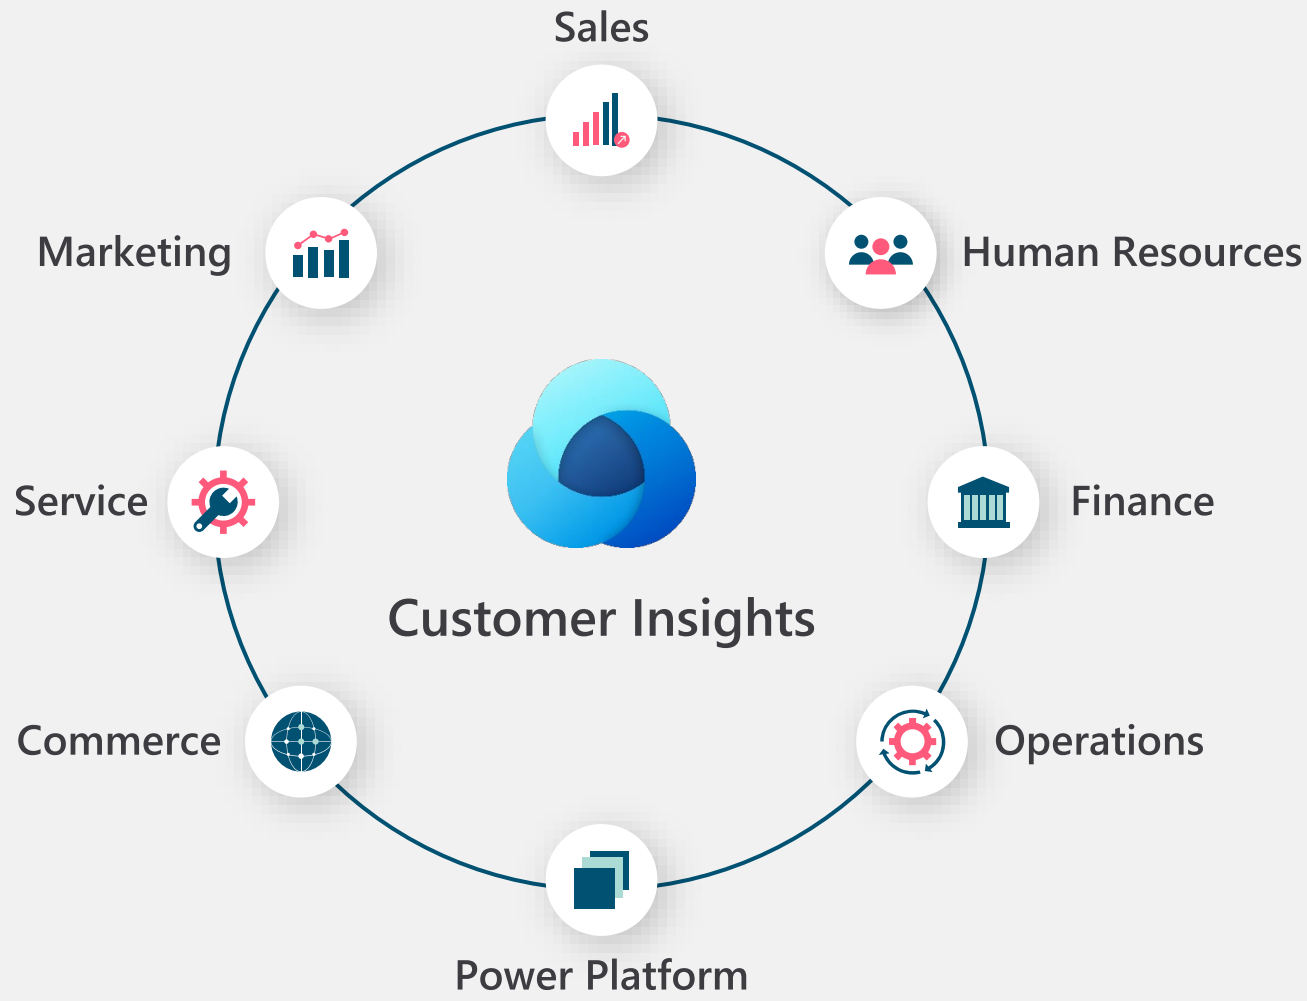 Sales
Marketing
Human Resources
Service
Finance
Customer Insights
Commerce
Operations
Power Platform